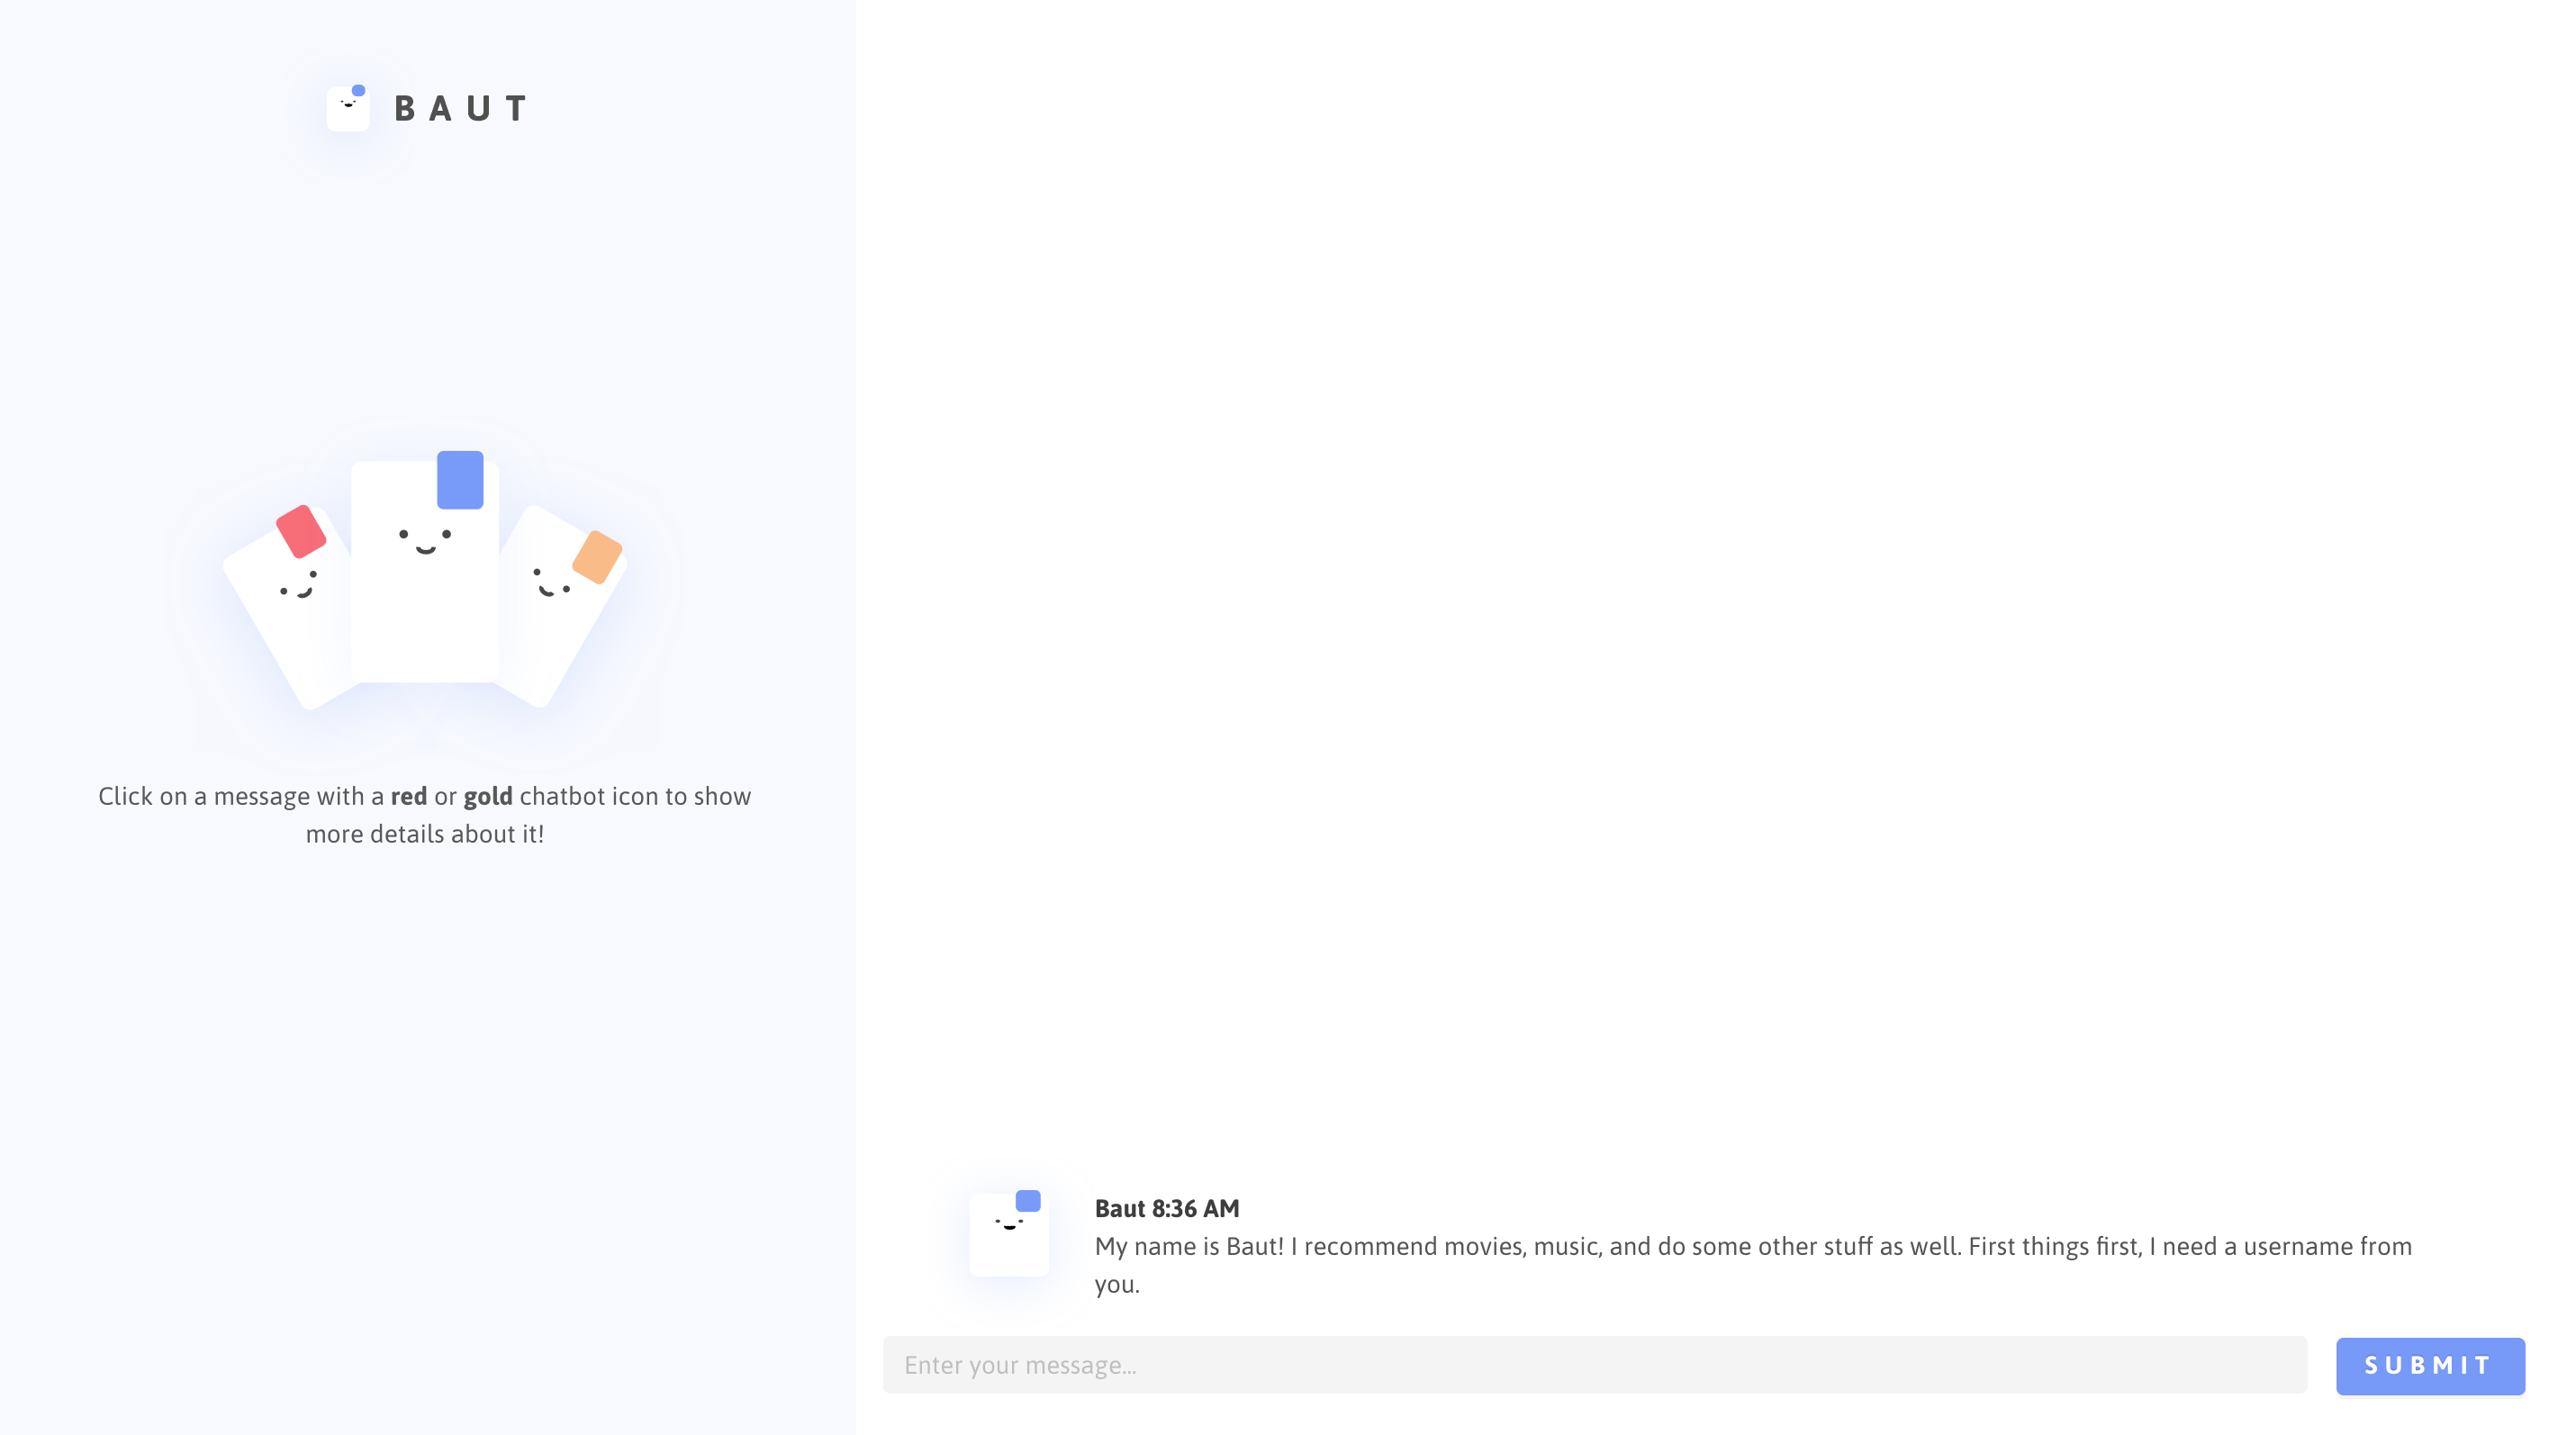 BAUT
Click on a message with a red or gold chatbot icon to show
more details about it!
Baut 8:36 AM
My name is Baut! I recommend movies, music, and do some other stuff as well. First things first, I need a username from
you.
Enter your message...
SUBMIT